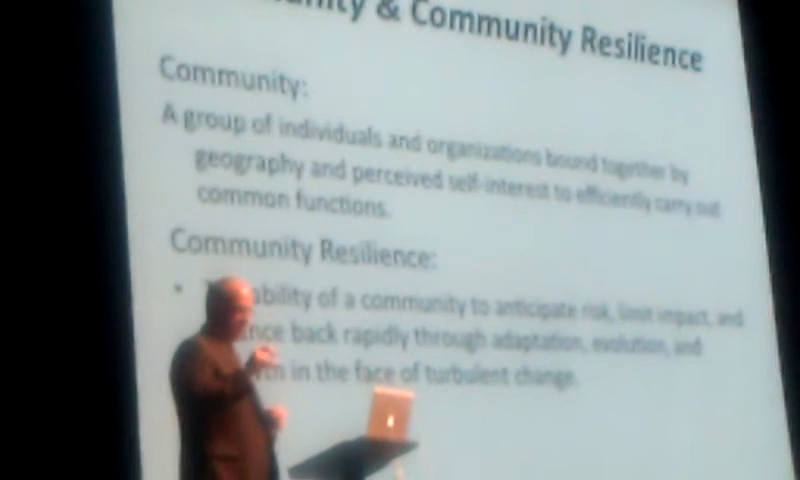 & Community Resilience
Community:
A group of individuals and organizations bound together by
geography and perceived self-interest to efficiently carry out
common functions.
Community Resilience:
• ability of a community to anticipate risk, limit impact, and
back rapidly through adaptation, evolution, and
in the face of turbulent change.